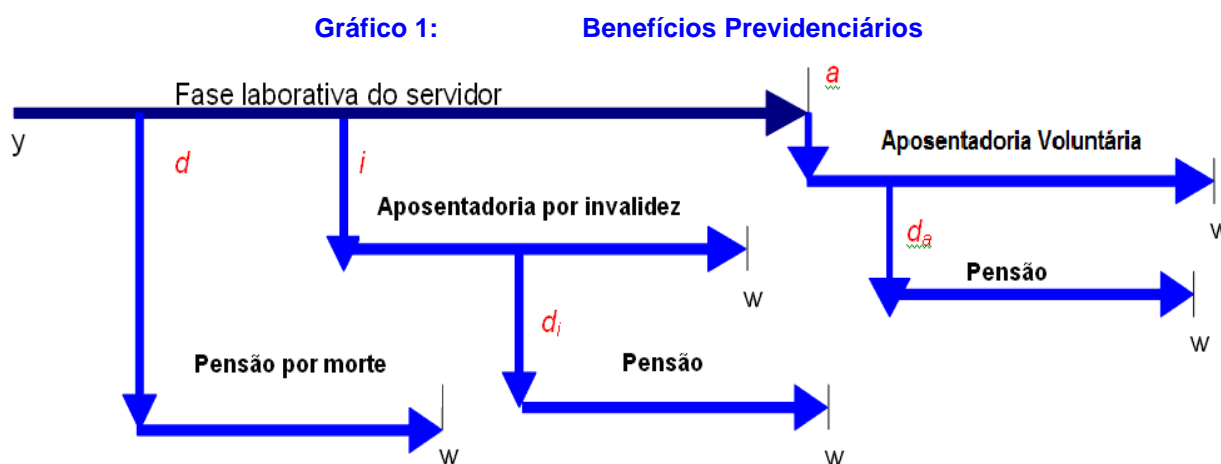 Gráfico 1: Benefícios Previdenciários
a
Fase laborativa do servidor
y
d
i
Aposentadoria Voluntária
Aposentadoria por invalidez
w
da
Pensão
w
w
di
Pensão por morte
Pensão
w
w